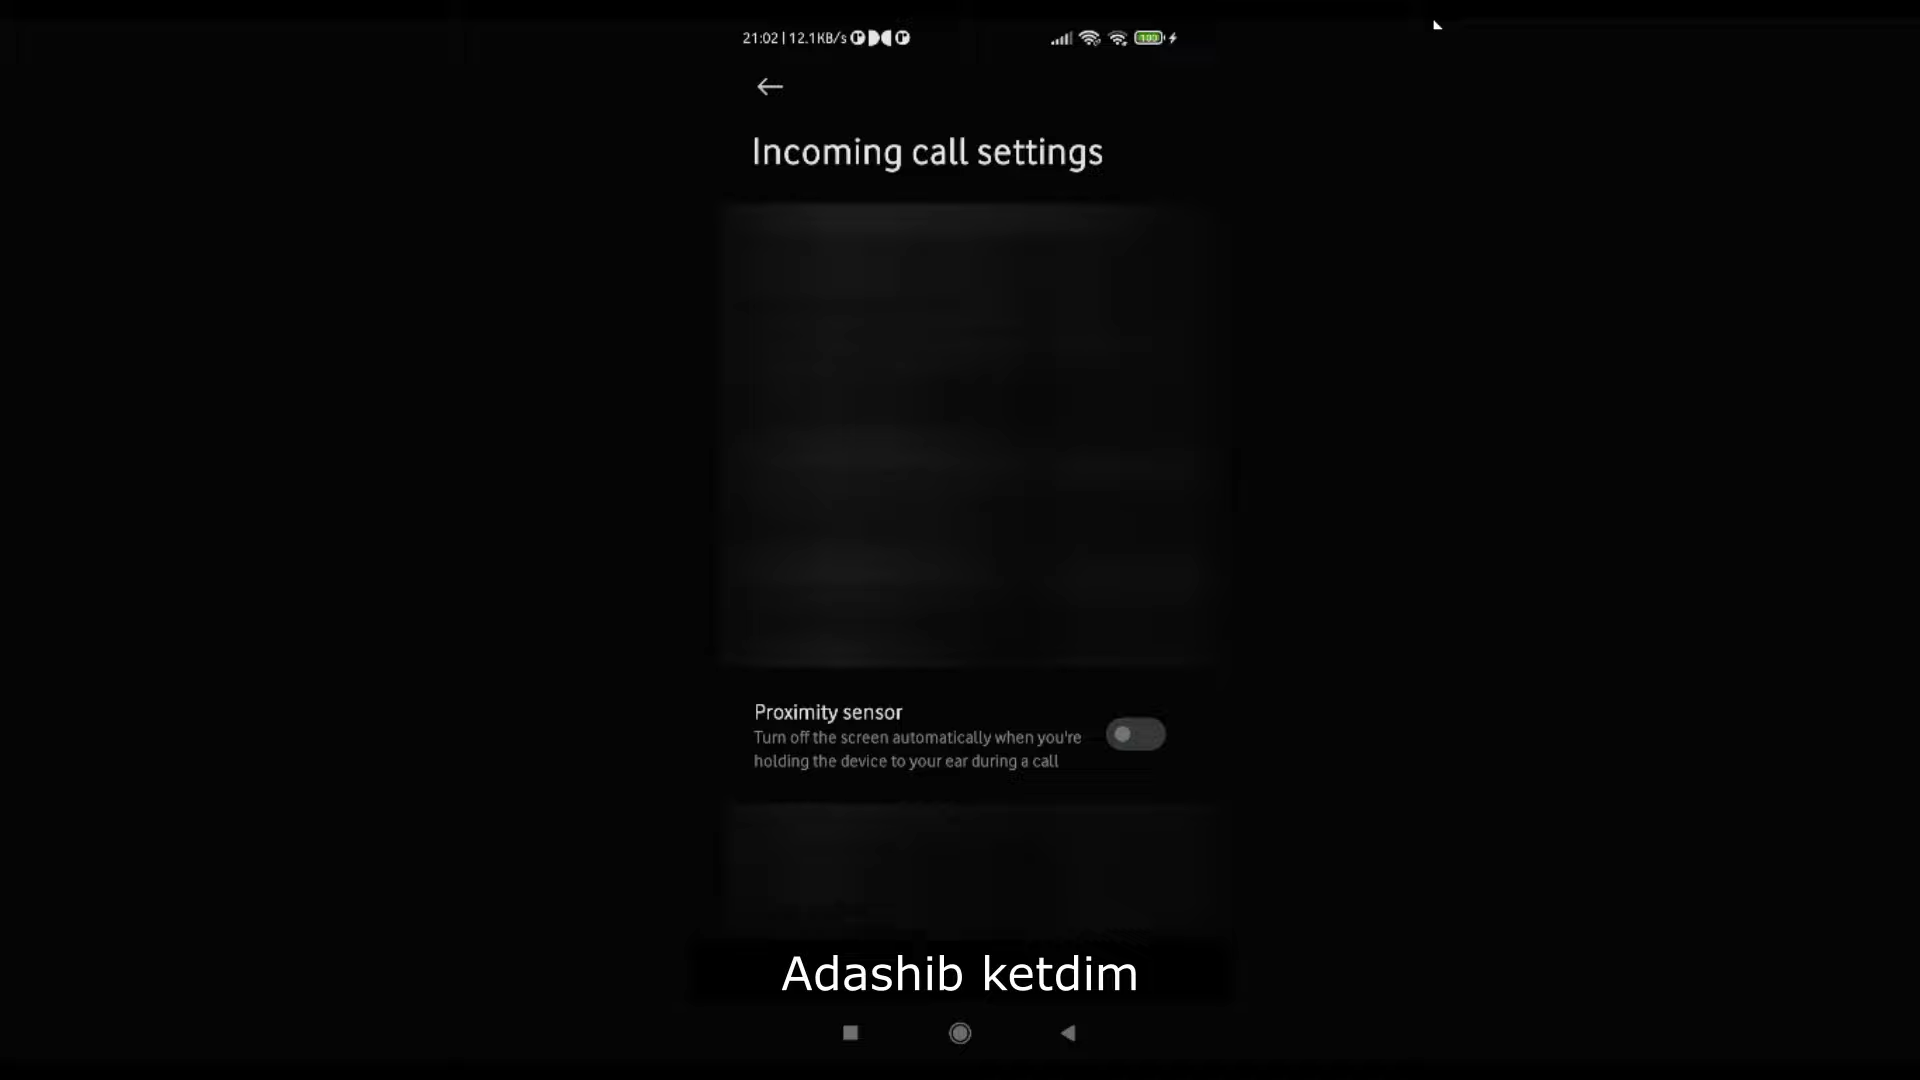 21:02 | 12.1KB/s
100
Incoming call settings
Proximity sensor
Turn off the screen automatically when you're
holding the device to your ear during a call
Adashib ketdim